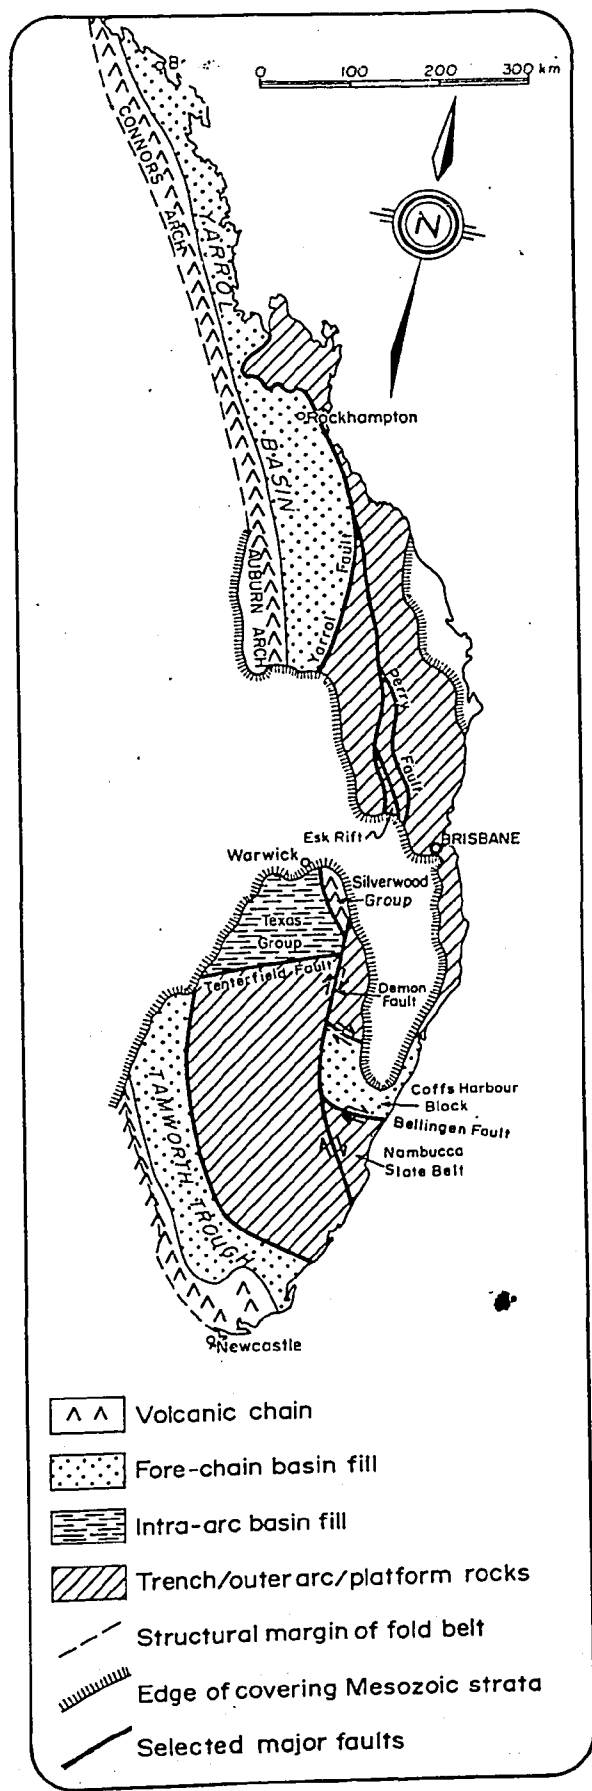 B
0 100 200 300 km
N
CONNORS
ARCH
YARROL
BASIN
Rockhampton
AUBURN ARCH
Yarrol
Fault
Perry
Fault
Esk Rift
BRISBANE
Warwick
Silverwood
Group
Texas
Group
Tenterfield Fault
Demon
Fault
Coffs Harbour
Block
Bellingen Fault
Nambucca
Slate Belt
TAMWORTH TROUGH
Newcastle
Volcanic chain
Fore-chain basin fill
Intra-arc basin fill
Trench/outer arc/platform rocks
Structural margin of fold belt
Edge of covering Mesozoic strata
Selected major faults